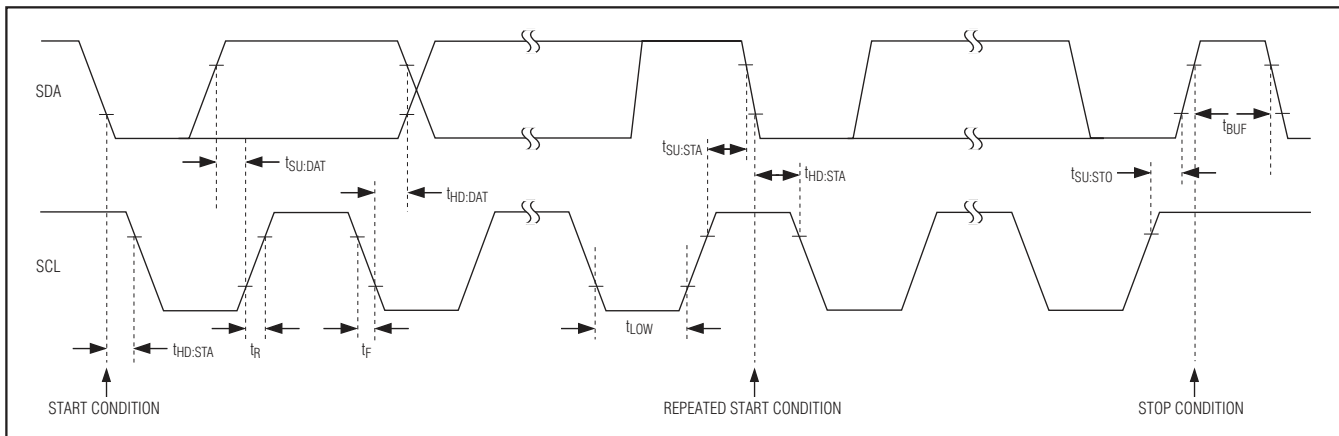 SDA
tSU:DAT
tHD:DAT
tSU:STA
tHD:STA
tBUF
tSU:STO
SCL
tHD:STA
tR
tF
tLOW
START CONDITION
REPEATED START CONDITION
STOP CONDITION